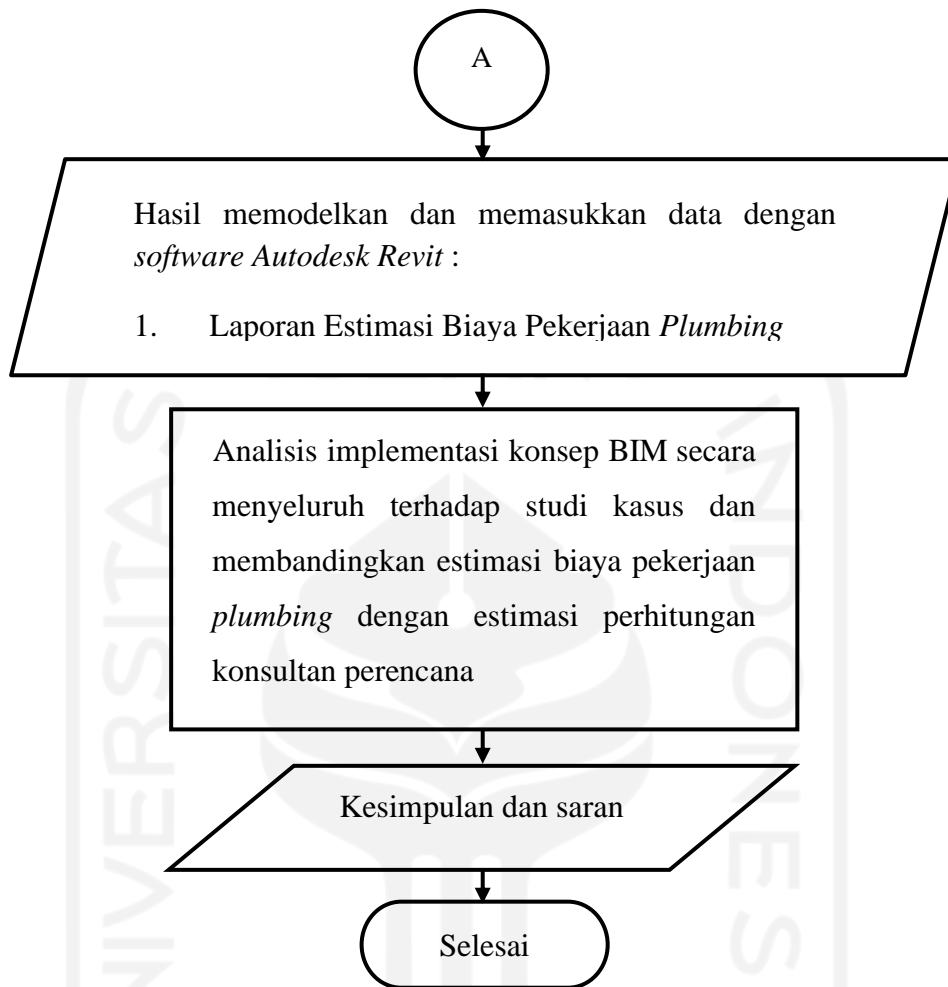 A
Hasil memodelkan dan memasukkan data dengan
software Autodesk Revit :
1. Laporan Estimasi Biaya Pekerjaan Plumbing
Analisis implementasi konsep BIM secara
menyeluruh terhadap studi kasus dan
membandingkan estimasi biaya pekerjaan
plumbing dengan estimasi perhitungan
konsultan perencana
Kesimpulan dan saran
Selesai